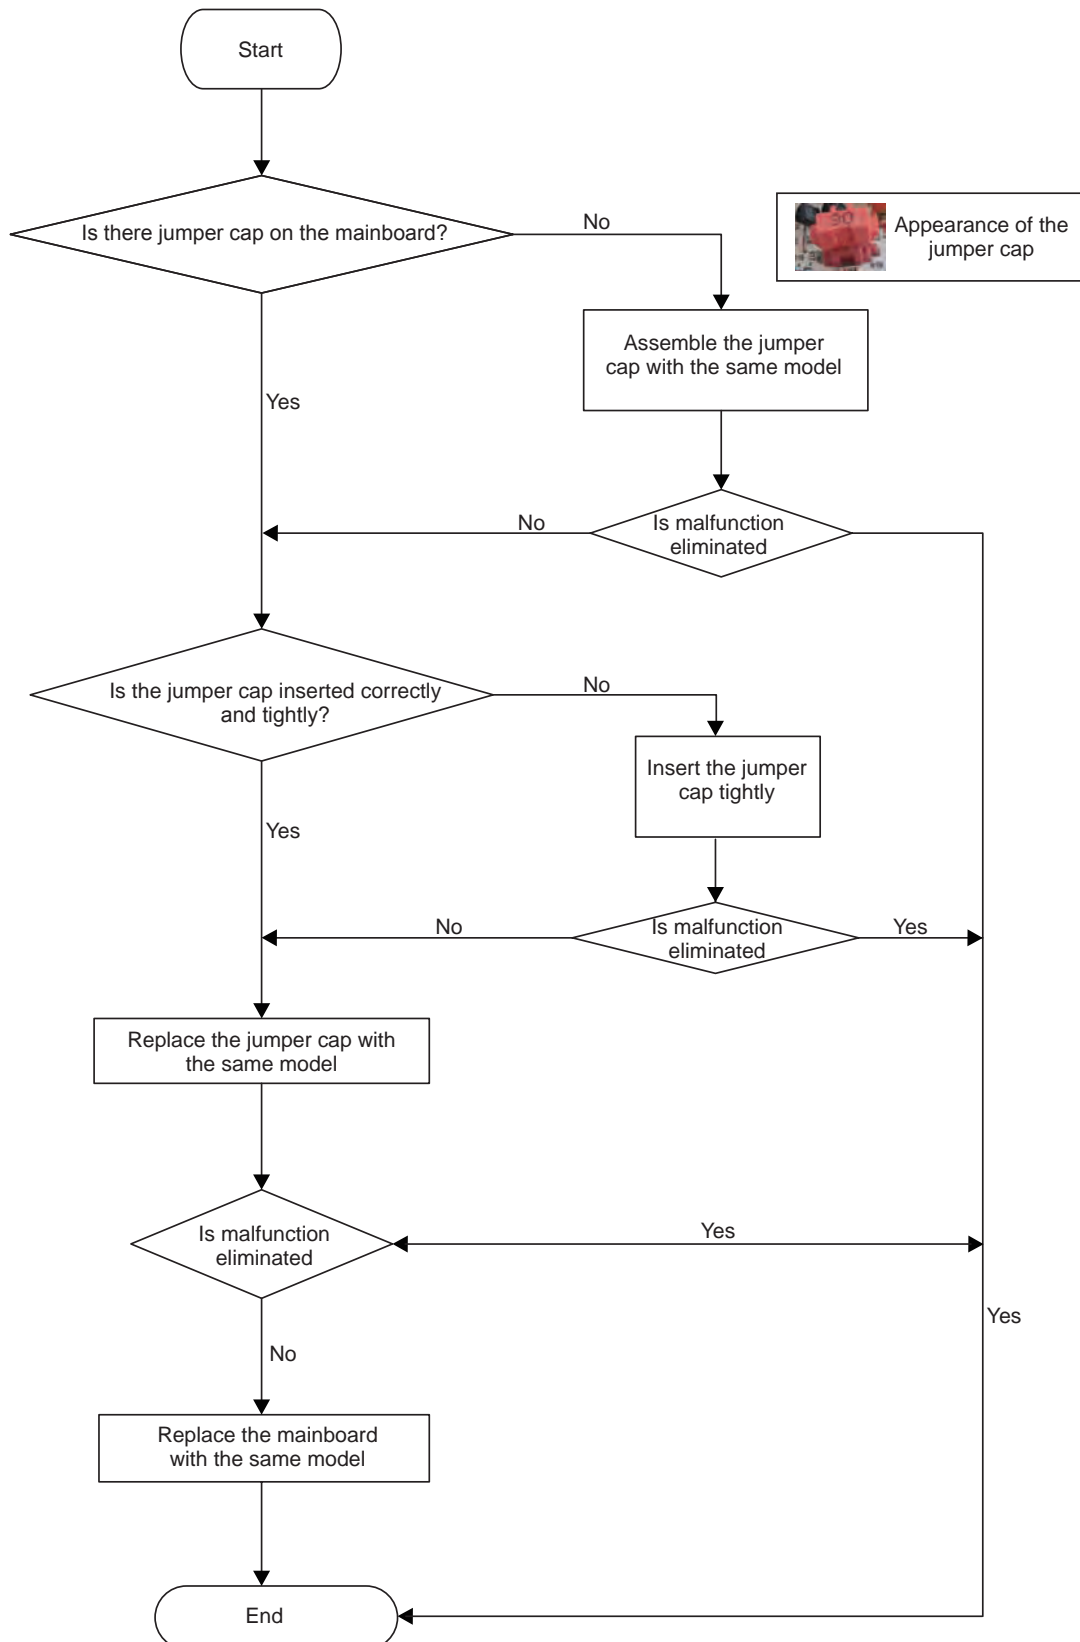 Start
Is there jumper cap on the mainboard?
No
30
Appearance of the
jumper cap
Assemble the jumper
cap with the same model
Yes
No
Is malfunction
eliminated
Is the jumper cap inserted correctly
and tightly?
No
Insert the jumper
cap tightly
Yes
No
Is malfunction
eliminated
Yes
Replace the jumper cap with
the same model
Is malfunction
eliminated
Yes
Yes
No
Replace the mainboard
with the same model
End